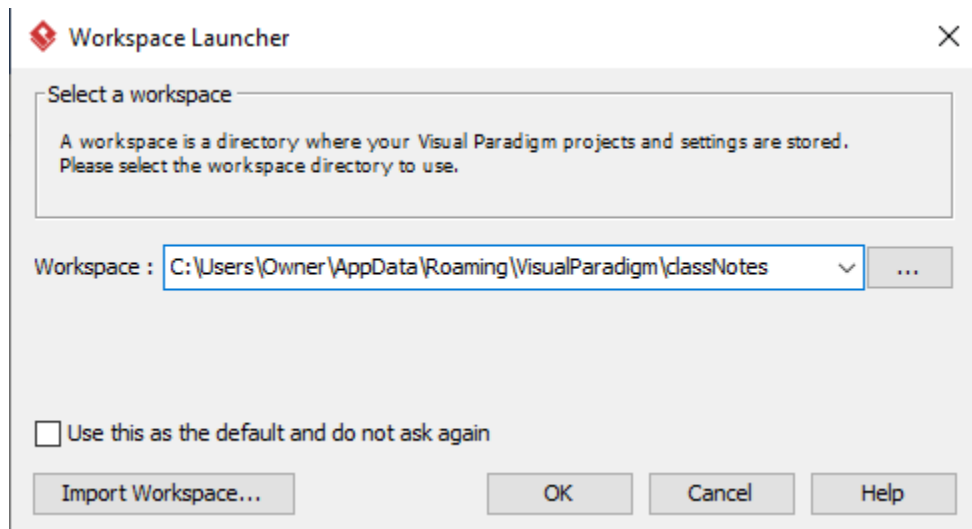 Workspace Launcher
Select a workspace
A workspace is a directory where your Visual Paradigm projects and settings are stored.
Please select the workspace directory to use.
Workspace : C:\Users\Owner\AppData\Roaming\VisualParadigm\classNotes ...
Use this as the default and do not ask again
Import Workspace... OK Cancel Help